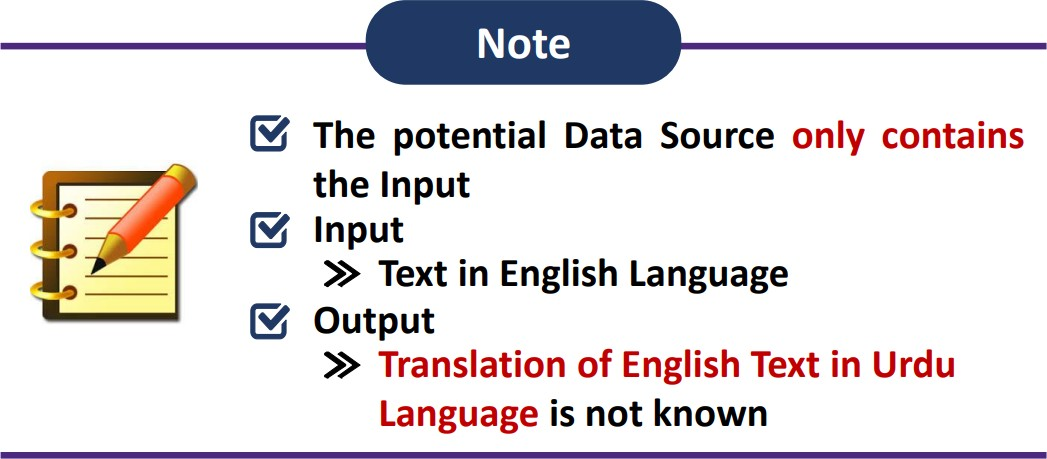 Note
The potential Data Source only contains
the Input
Input
Text in English Language
Output
Translation of English Text in Urdu
Language is not known